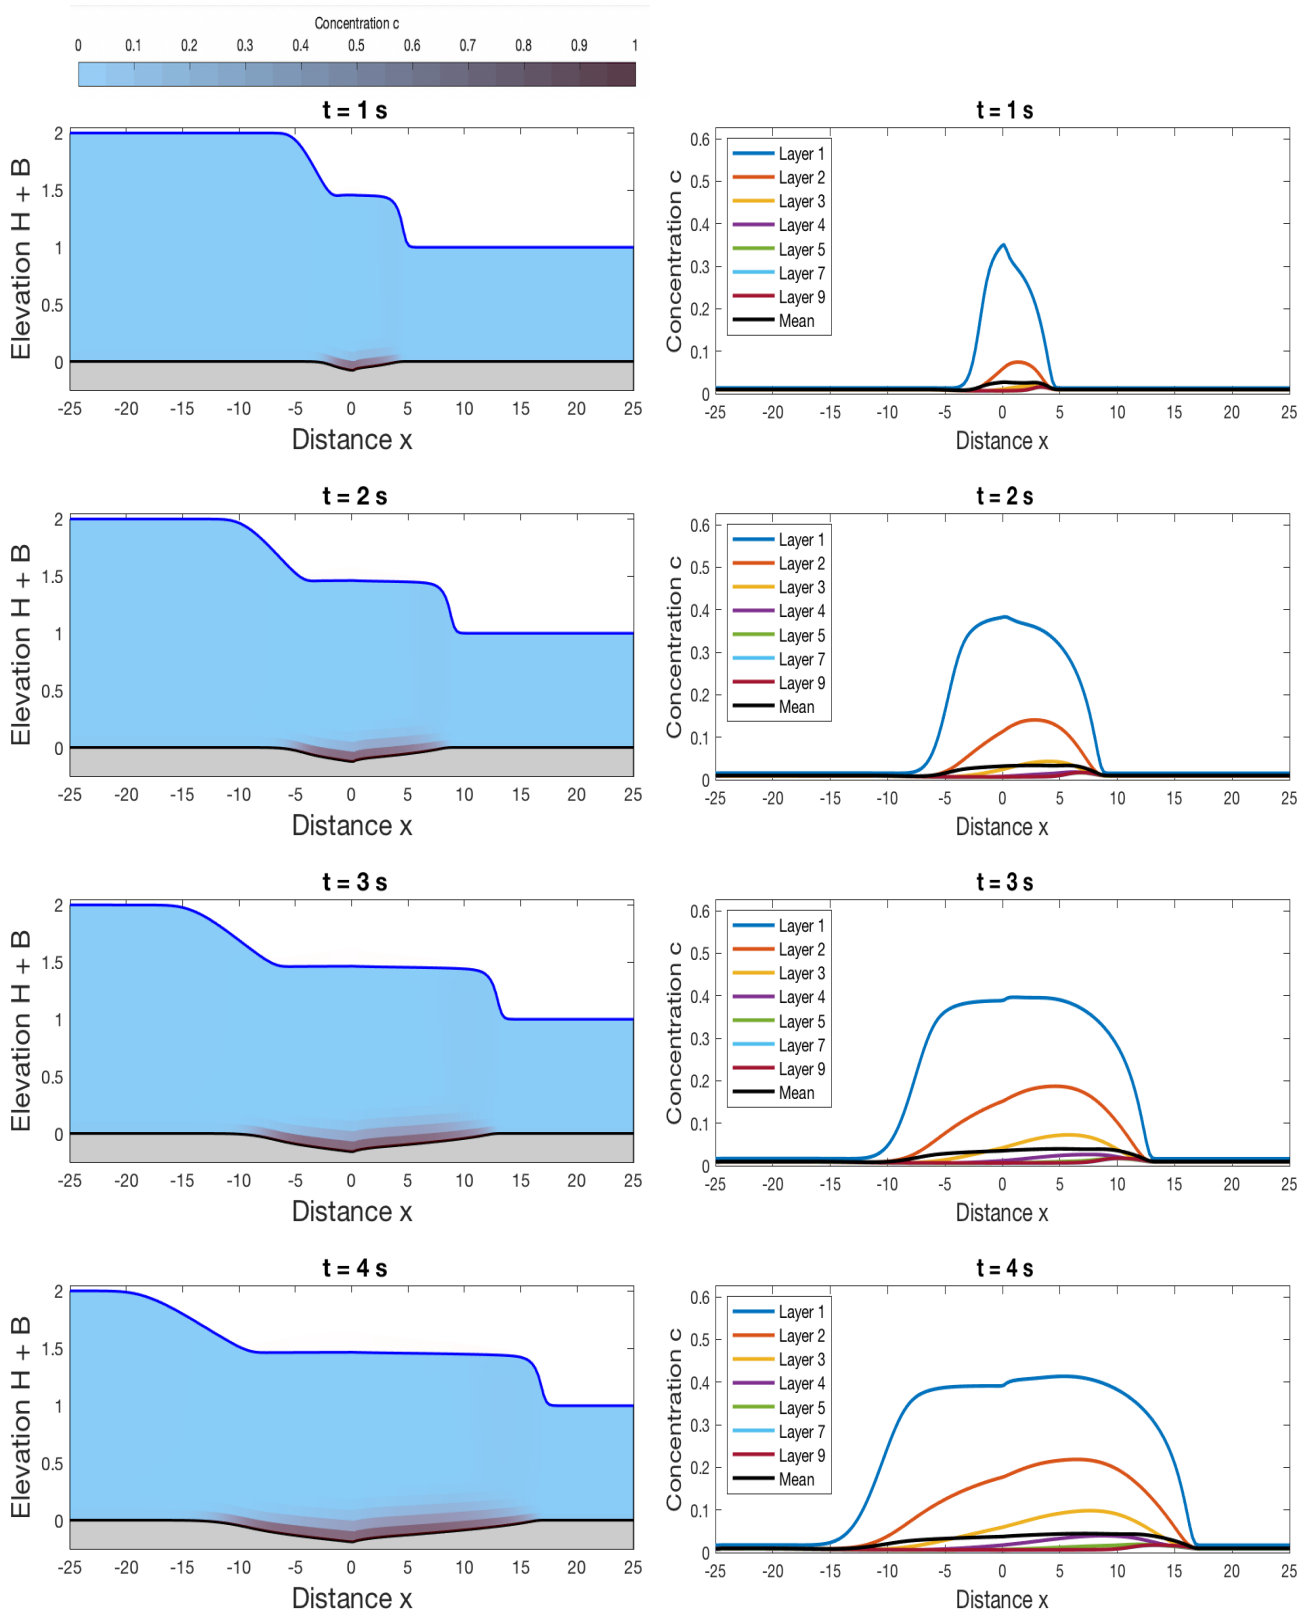 Concentration c
0 0.1 0.2 0.3 0.4 0.5 0.6 0.7 0.8 0.9 1
t = 1 s
Elevation H + B
2
1.5
1
0.5
0
-25 -20 -15 -10 -5 0 5 10 15 20 25
Distance x
t = 1 s
Concentration c
0.6
0.5
0.4
0.3
0.2
0.1
0
Layer 1
Layer 2
Layer 3
Layer 4
Layer 5
Layer 7
Layer 9
Mean
-25 -20 -15 -10 -5 0 5 10 15 20 25
Distance x
t = 2 s
Elevation H + B
2
1.5
1
0.5
0
-25 -20 -15 -10 -5 0 5 10 15 20 25
Distance x
t = 2 s
Concentration c
0.6
0.5
0.4
0.3
0.2
0.1
0
Layer 1
Layer 2
Layer 3
Layer 4
Layer 5
Layer 7
Layer 9
Mean
-25 -20 -15 -10 -5 0 5 10 15 20 25
Distance x
t = 3 s
Elevation H + B
2
1.5
1
0.5
0
-25 -20 -15 -10 -5 0 5 10 15 20 25
Distance x
t = 3 s
Concentration c
0.6
0.5
0.4
0.3
0.2
0.1
0
Layer 1
Layer 2
Layer 3
Layer 4
Layer 5
Layer 7
Layer 9
Mean
-25 -20 -15 -10 -5 0 5 10 15 20 25
Distance x
t = 4 s
Elevation H + B
2
1.5
1
0.5
0
-25 -20 -15 -10 -5 0 5 10 15 20 25
Distance x
t = 4 s
Concentration c
0.6
0.5
0.4
0.3
0.2
0.1
0
Layer 1
Layer 2
Layer 3
Layer 4
Layer 5
Layer 7
Layer 9
Mean
-25 -20 -15 -10 -5 0 5 10 15 20 25
Distance x